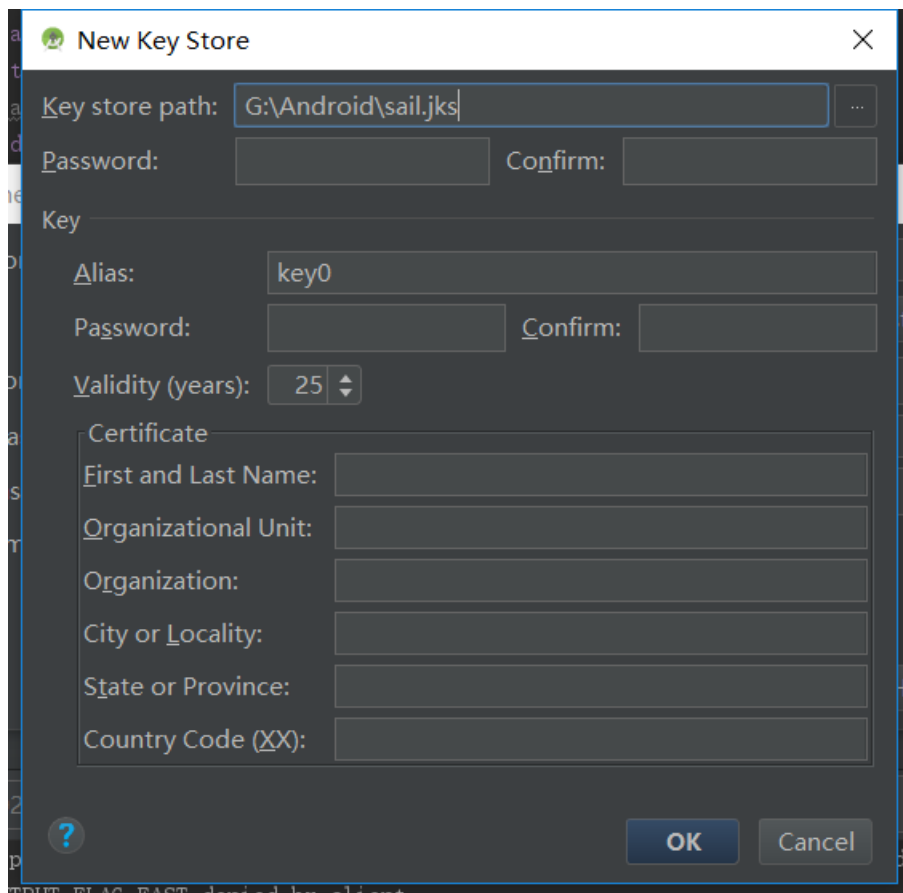 New Key Store
Key store path: G:\Android\sail.jks ...
Password: Confirm:
Key
Alias: key0
Password: Confirm:
Validity (years): 25
Certificate
First and Last Name:
Organizational Unit:
Organization:
City or Locality:
State or Province:
Country Code (XX):
? OK Cancel